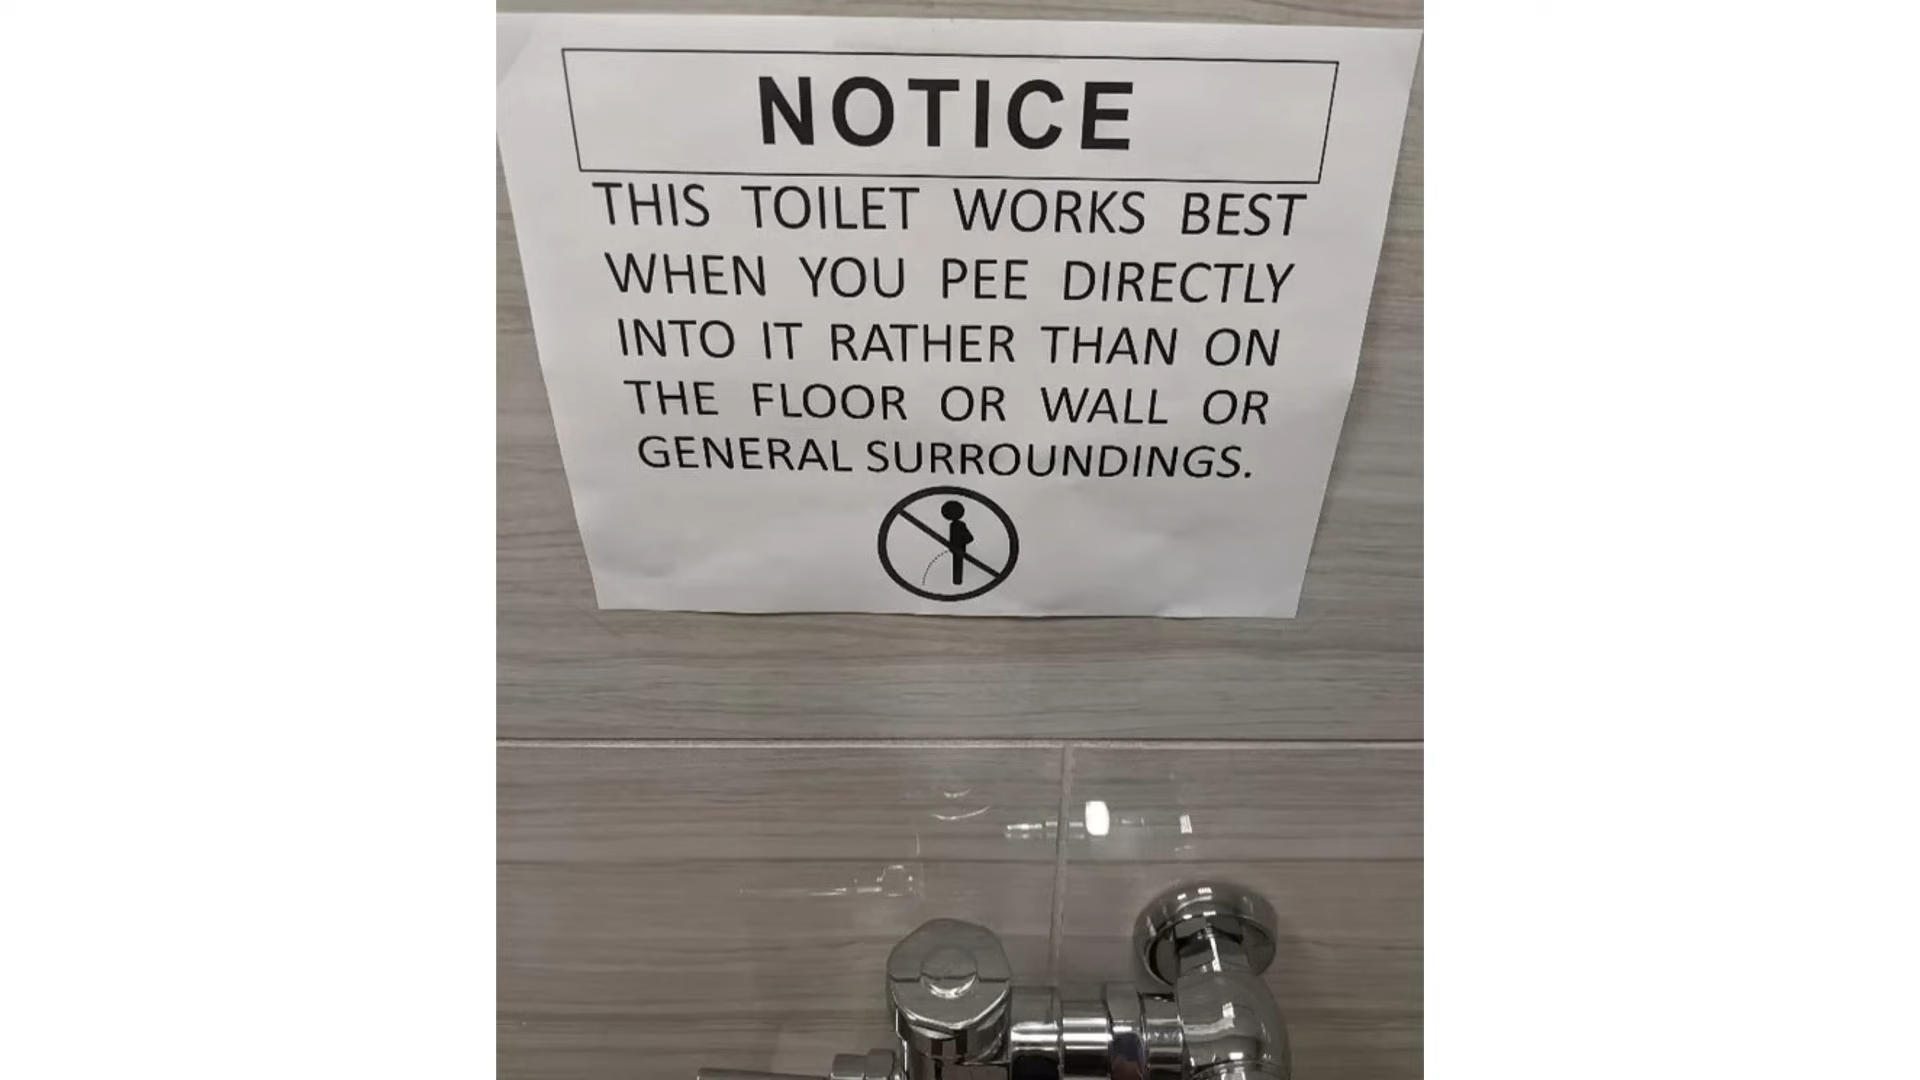 NOTICE
THIS TOILET WORKS BEST
WHEN YOU PEE DIRECTLY
INTO IT RATHER THAN ON
THE FLOOR OR WALL OR
GENERAL SURROUNDINGS.